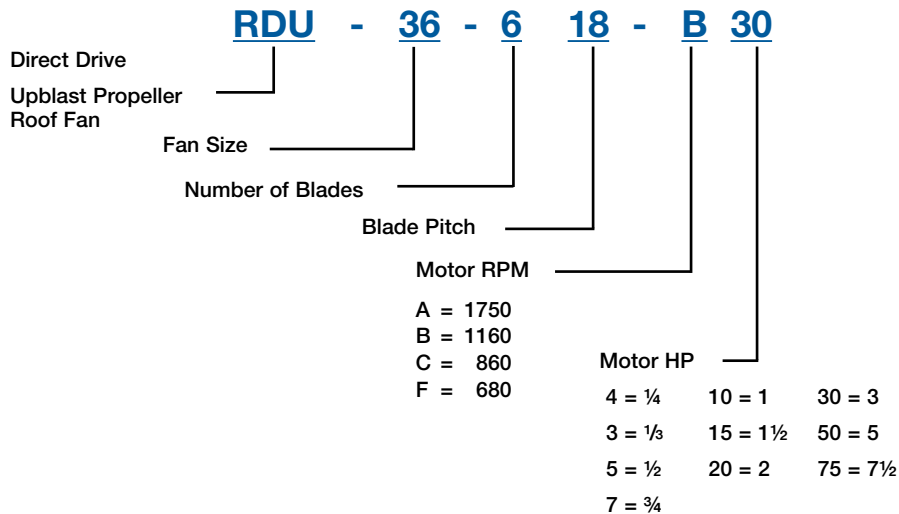 RDU - 36 - 6 18 - B 30
Direct Drive
Upblast Propeller
Roof Fan
Fan Size
Number of Blades
Blade Pitch
Motor RPM
A = 1750
B = 1160
C = 860
F = 680
Motor HP
4 = ¼ 10 = 1 30 = 3
3 = ⅓ 15 = 1½ 50 = 5
5 = ½ 20 = 2 75 = 7½
7 = ¾